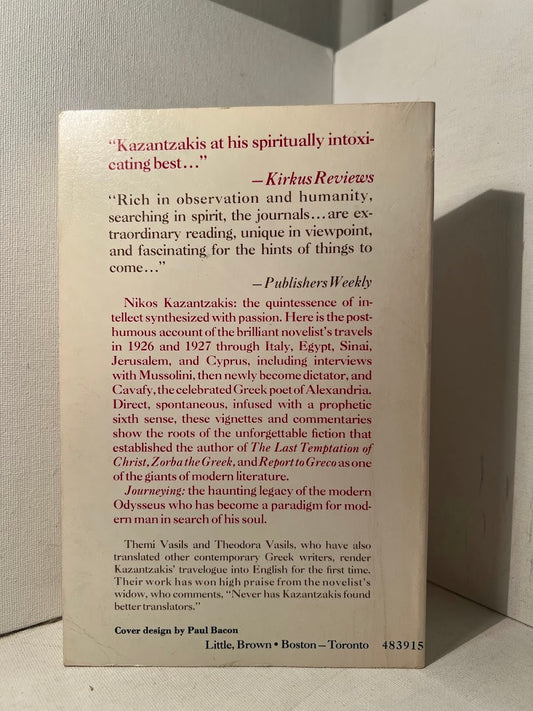 “Kazantzakis at his spiritually intoxi-
cating best...”
—Kirkus Reviews
“Rich in observation and humanity,
searching in spirit, the journals...are ex-
traordinary reading, unique in viewpoint,
and fascinating for the hints of things to
come...”
—Publishers Weekly
Nikos Kazantzakis: the quintessence of in-
tellect synthesized with passion. Here is the post-
humous account of the brilliant novelist’s travels
in 1926 and 1927 through Italy, Egypt, Sinai,
Jerusalem, and Cyprus, including interviews
with Mussolini, then newly become dictator, and
Cavafy, the celebrated Greek poet of Alexandria.
Direct, spontaneous, infused with a prophetic
sixth sense, these vignettes and commentaries
show the roots of the unforgettable fiction that
established the author of The Last Temptation of
Christ, Zorba the Greek, and Report to Greco as one
of the giants of modern literature.
Journeying: the haunting legacy of the modern
Odysseus who has become a paradigm for mod-
ern man in search of his soul.
Themi Vasils and Theodora Vasils, who have also
translated other contemporary Greek writers, render
Kazantzakis’ travelogue into English for the first time.
Their work has won high praise from the novelist’s
widow, who comments, “Never has Kazantzakis found
better translators.”
Cover design by Paul Bacon
Little, Brown • Boston — Toronto 483915